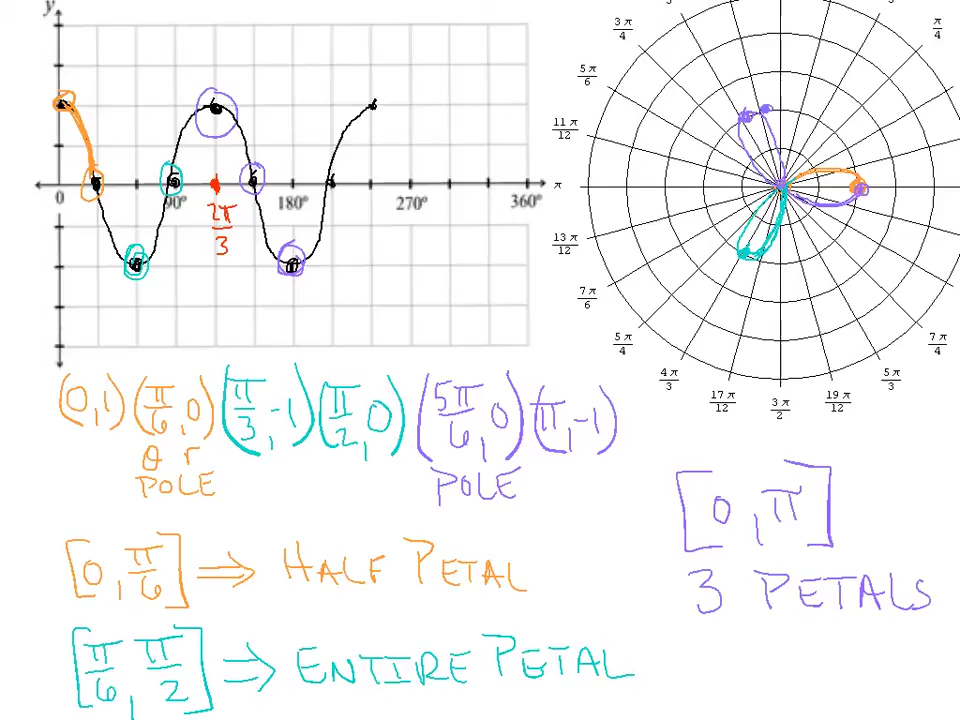 y
0 90° 180° 270° 360°
2π/3
3π/4 π/4
5π/6
11π/12
π
13π/12
7π/6
5π/4 7π/4
4π/3 5π/3
17π/12 3π/2 19π/12
(0,1) (π/6, 0) (π/3, -1) (π/2, 0) (5π/6, 0) (π, -1)
θ r
POLE POLE
[0, π]
[0, π/6] ⇒ HALF PETAL
3 PETALS
[π/6, π/2] ⇒ ENTIRE PETAL